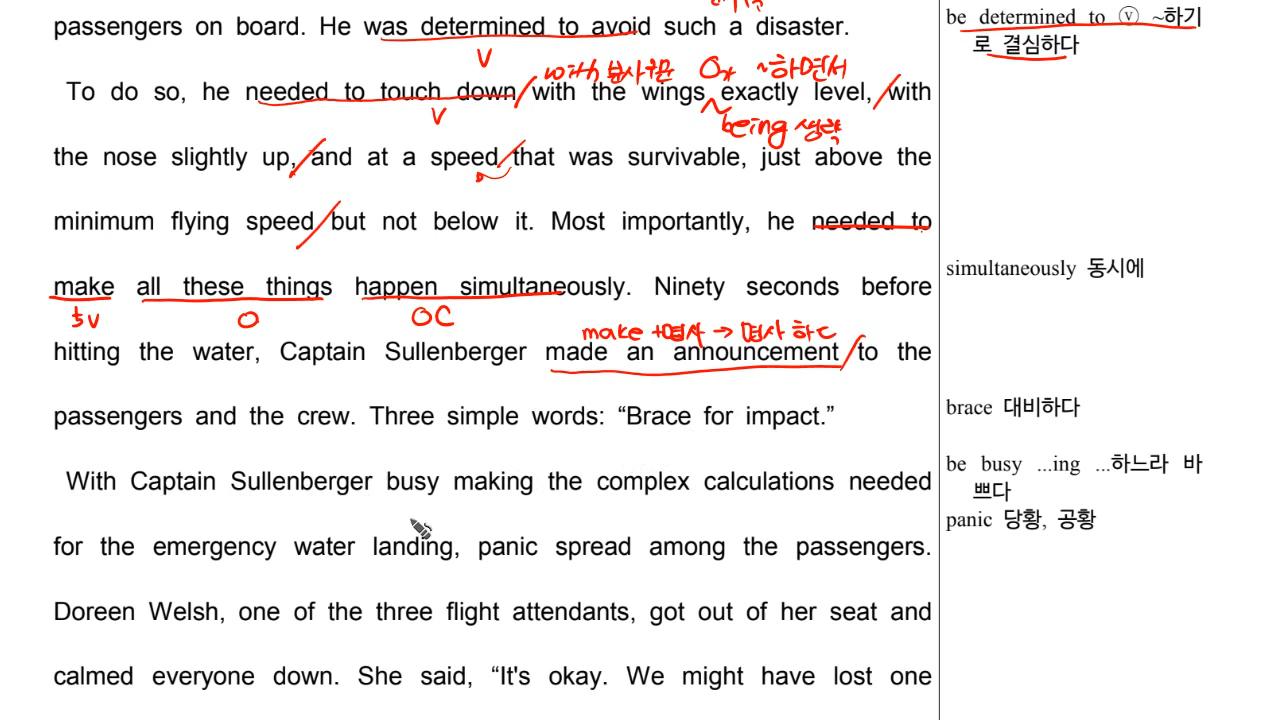 passengers on board. He was determined to avoid such a disaster.
with 분사구문 ~하면서
To do so, he needed to touch down with the wings exactly level, with
V
V
being 생략
the nose slightly up, and at a speed that was survivable, just above the
minimum flying speed but not below it. Most importantly, he needed to
make all these things happen simultaneously. Ninety seconds before
5V O OC
make + 명사 → 명사 하다
hitting the water, Captain Sullenberger made an announcement to the
passengers and the crew. Three simple words: “Brace for impact.”
With Captain Sullenberger busy making the complex calculations needed
for the emergency water landing, panic spread among the passengers.
Doreen Welsh, one of the three flight attendants, got out of her seat and
calmed everyone down. She said, “It's okay. We might have lost one
be determined to ⓥ ~하기
로 결심하다
simultaneously 동시에
brace 대비하다
be busy ...ing ...하느라 바
쁘다
panic 당황, 공황